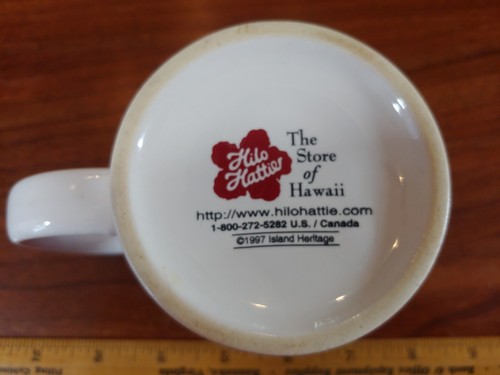 Hilo
Hattie
The
Store
of
Hawaii
http://www.hilohattie.com
1-800-272-5282 U.S. / Canada
©1997 Island Heritage